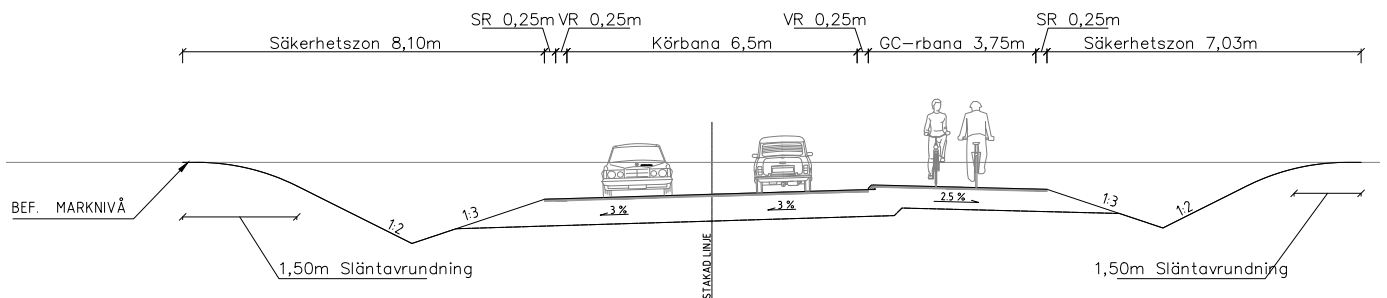 SR 0,25m VR 0,25m VR 0,25m SR 0,25m
Säkerhetszon 8,10m Körbana 6,5m GC-rbana 3,75m Säkerhetszon 7,03m
BEF. MARKNIVÅ
1:2
1:3
3 %
3 %
2.5 %
1:3
1:2
STAKAD LINJE
1,50m Släntavrundning
1,50m Släntavrundning